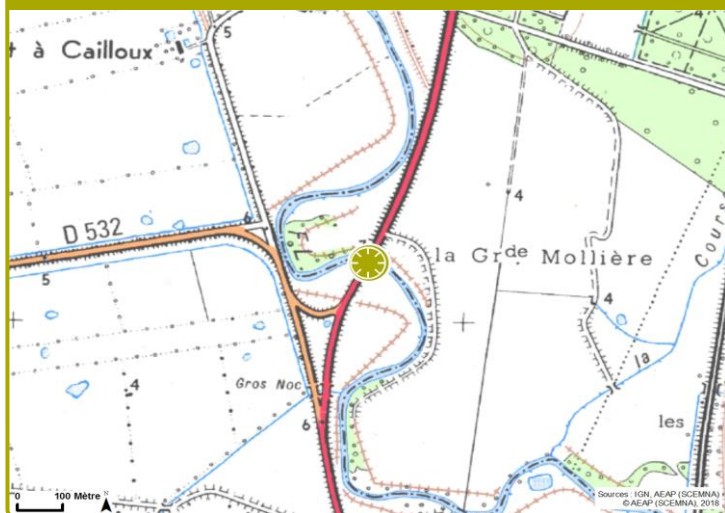 4
5
à Cailloux
4
6
D 532
5
la Grde Mollière
Cours
4
4
la
Gros Noc
6
les
0 100 Mètre
N
Sources : IGN, AEAP (SCEMNA)
© AEAP (SCEMNA), 2018